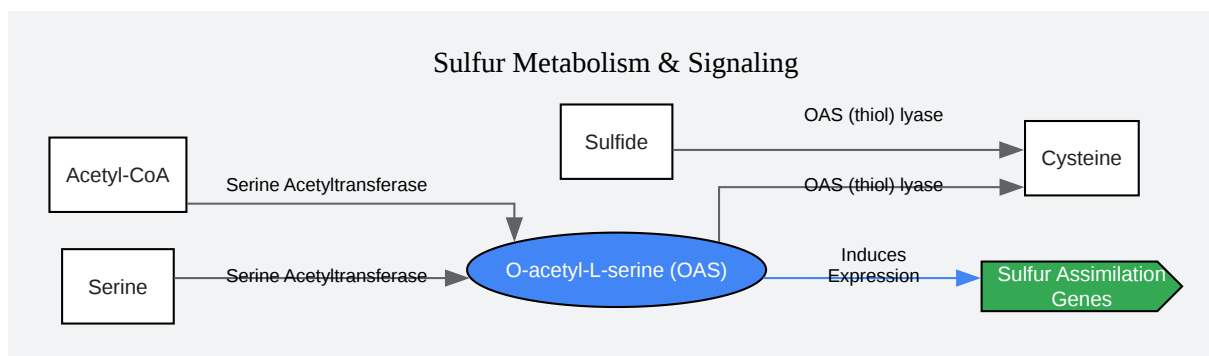 Sulfur Metabolism & Signaling
Sulfide
OAS (thiol) lyase
Cysteine
Acetyl-CoA
Serine Acetyltransferase
OAS (thiol) lyase
Serine
Serine Acetyltransferase
O-acetyl-L-serine (OAS)
Induces
Expression
Sulfur Assimilation
Genes